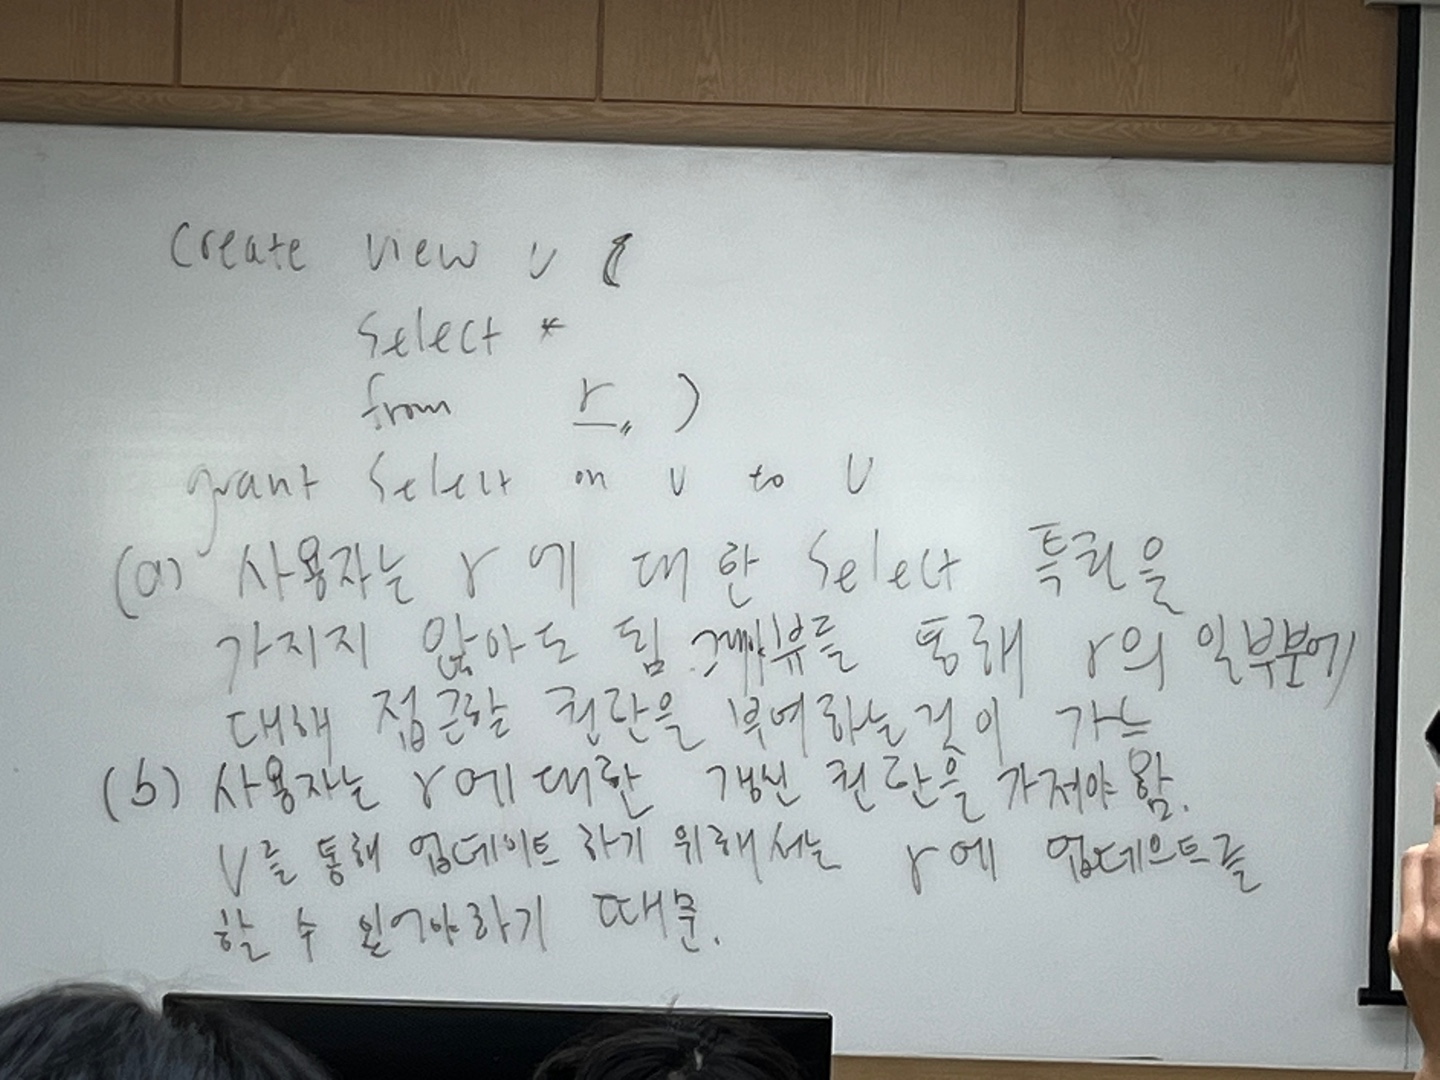 Create view v (
Select *
from r )
grant Select on v to U
(a) 사용자는 r에 대한 Select 특권을
가지지 않아도 됨. 그래야 뷰를 통해 r의 일부분에
대해 접근할 권한을 부여하는 것이 가능
(b) 사용자는 r에 대한 갱신 권한을 가져야 함.
V를 통해 업데이트 하기 위해서는 r에 업데이트를
할 수 있어야 하기 때문.